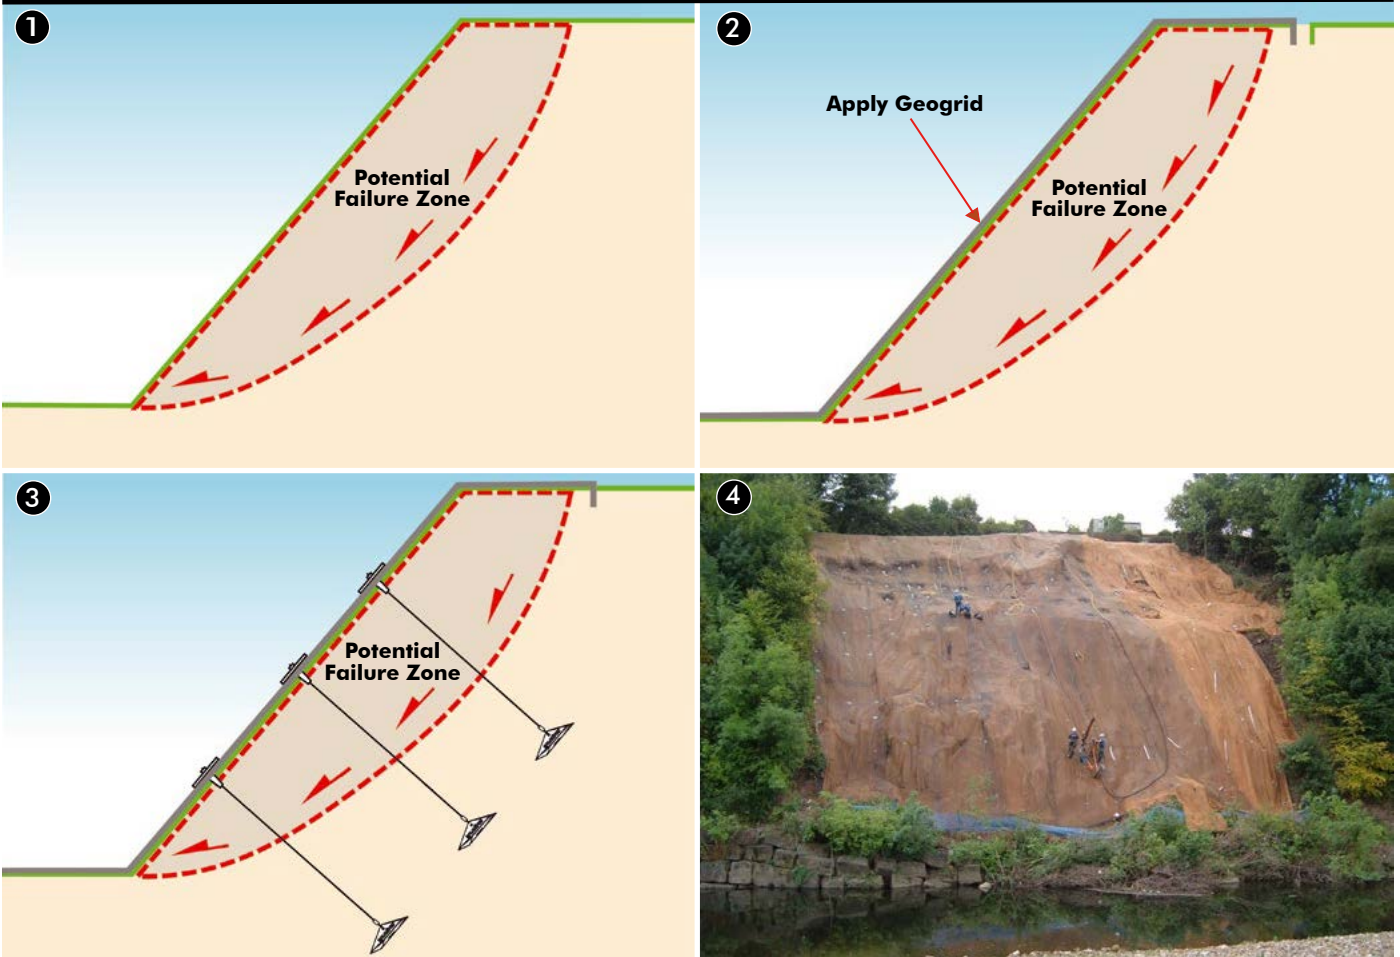 1
Potential
Failure Zone
2
Apply Geogrid
Potential
Failure Zone
3
Potential
Failure Zone
4